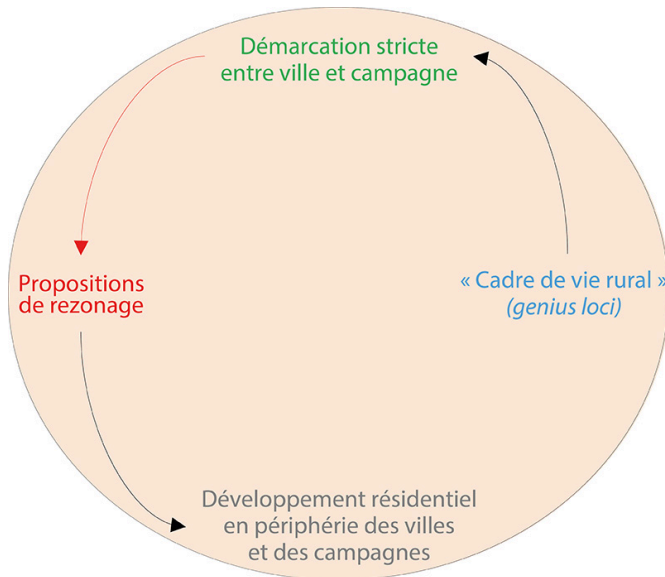 Démarcation stricte
entre ville et campagne
Propositions
de rezonage
« Cadre de vie rural »
(genius loci)
Développement résidentiel
en périphérie des villes
et des campagnes